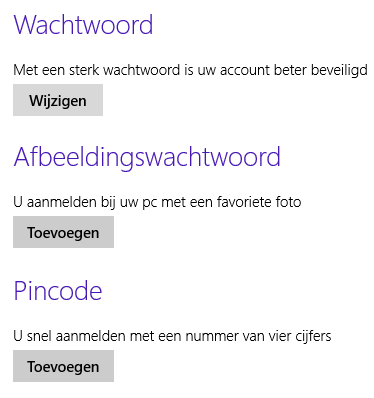 Wachtwoord
Met een sterk wachtwoord is uw account beter beveiligd
Wijzigen
Afbeeldingswachtwoord
U aanmelden bij uw pc met een favoriete foto
Toevoegen
Pincode
U snel aanmelden met een nummer van vier cijfers
Toevoegen